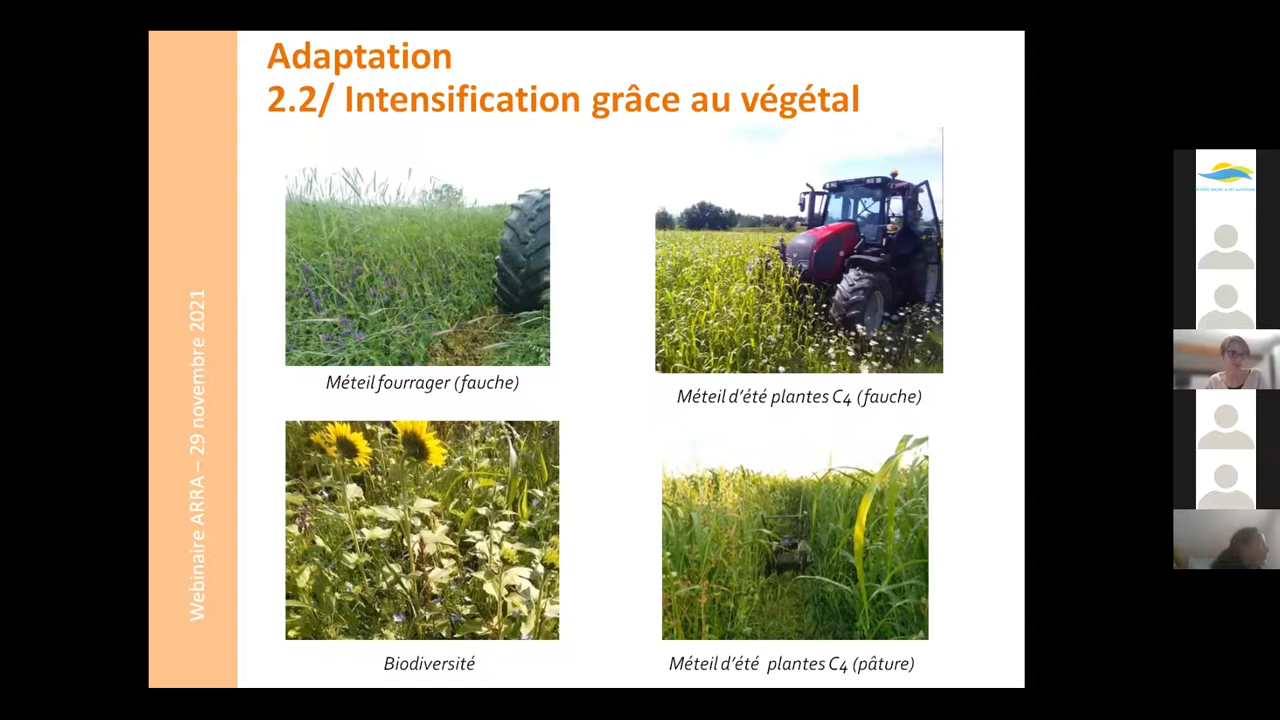 Adaptation
2.2/ Intensification grâce au végétal
Méteil fourrager (fauche)
Méteil d'été plantes C4 (fauche)
Biodiversité
Méteil d'été plantes C4 (pâture)
Webinaire ARRA – 29 novembre 2021